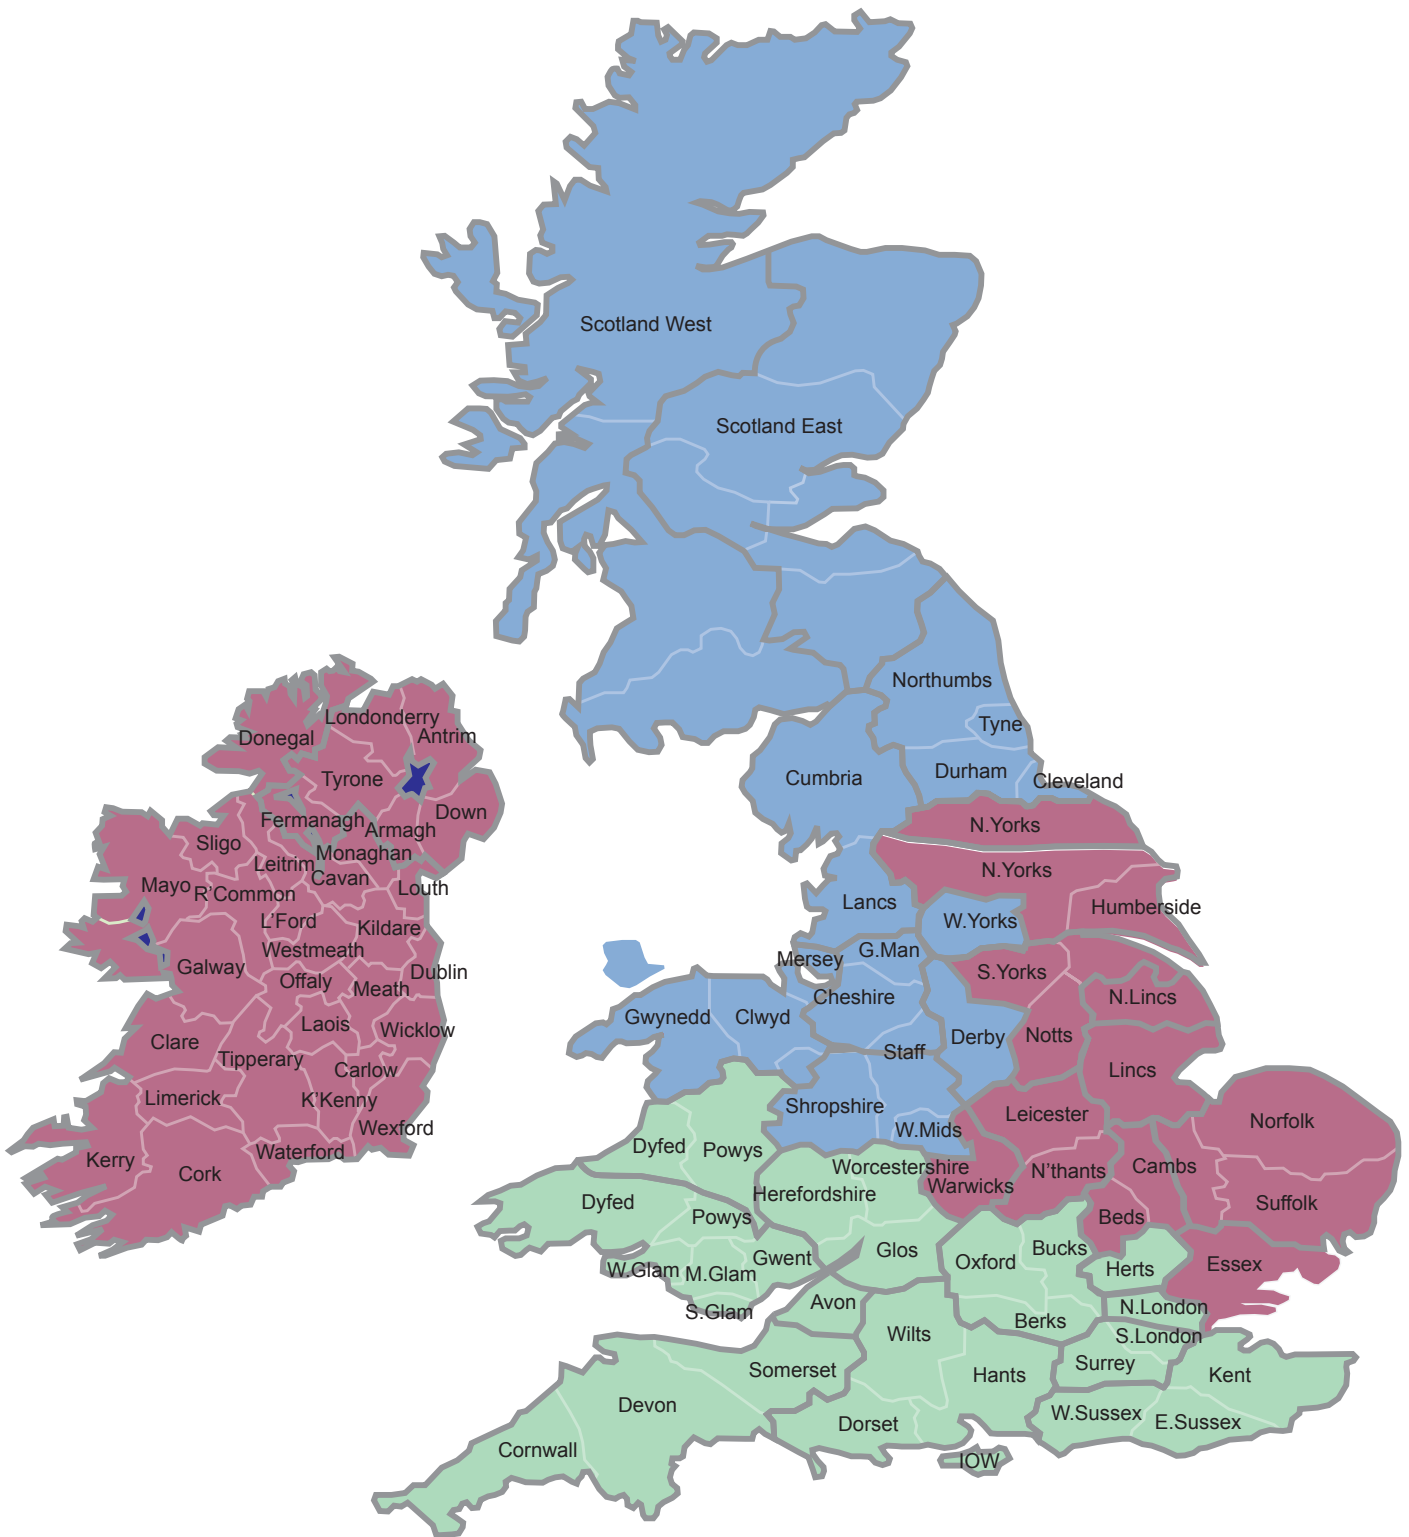 Scotland West
Scotland East
Northumbs
Tyne
Durham
Cleveland
Cumbria
N.Yorks
N.Yorks
Humberside
Lancs
W.Yorks
Mersey
G.Man
S.Yorks
Cheshire
N.Lincs
Gwynedd
Clwyd
Derby
Notts
Staff
Lincs
Shropshire
W.Mids
Leicester
Norfolk
Dyfed
Powys
Worcestershire
Warwicks
N'thants
Cambs
Herefordshire
Suffolk
Dyfed
Powys
Beds
Gwent
Glos
Oxford
Bucks
Herts
Essex
W.Glam
M.Glam
S.Glam
Avon
N.London
Berks
S.London
Wilts
Somerset
Hants
Surrey
Kent
Devon
Dorset
W.Sussex
E.Sussex
Cornwall
IOW
Londonderry
Donegal
Antrim
Tyrone
Fermanagh
Down
Armagh
Sligo
Monaghan
Leitrim
Cavan
Mayo
R'Common
Louth
L'Ford
Kildare
Westmeath
Galway
Offaly
Dublin
Meath
Laois
Wicklow
Clare
Tipperary
Carlow
Limerick
K'Kenny
Wexford
Waterford
Kerry
Cork